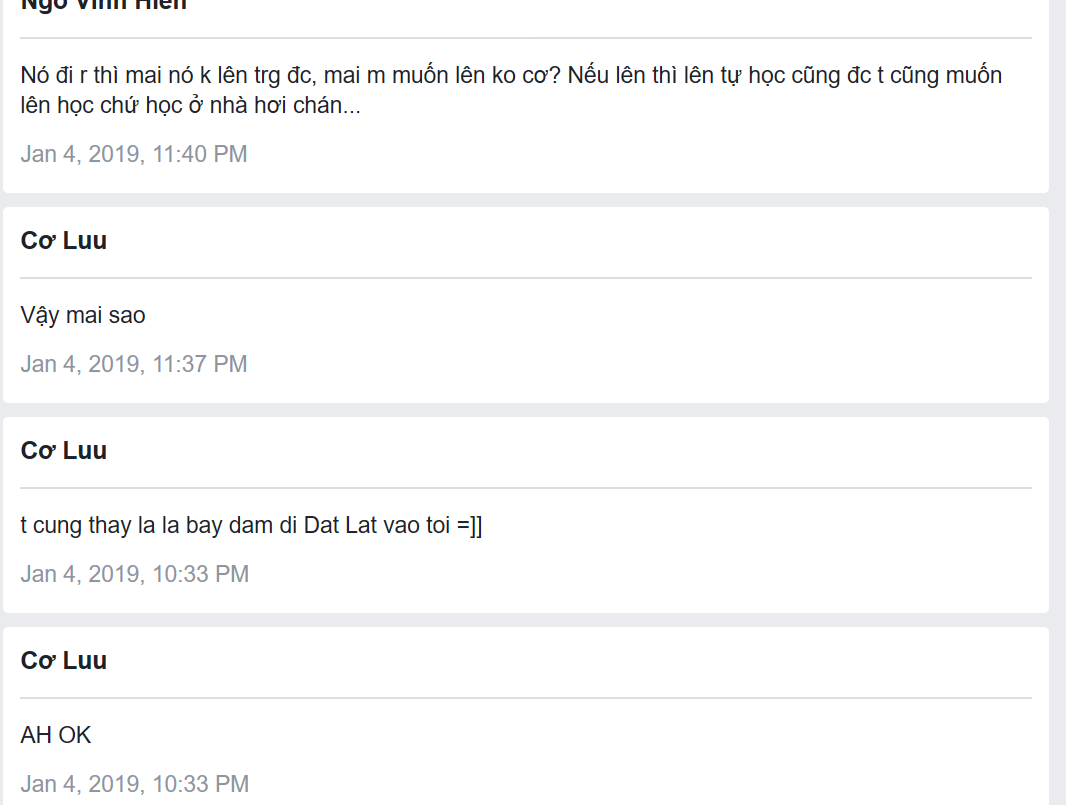 Ngô Vinh Hiển
Nó đi r thì mai nó k lên trg đc, mai m muốn lên ko cơ? Nếu lên thì lên tự học cũng đc t cũng muốn
lên học chứ học ở nhà hơi chán...
Jan 4, 2019, 11:40 PM
Cơ Luu
Vậy mai sao
Jan 4, 2019, 11:37 PM
Cơ Luu
t cung thay la la bay dam di Dat Lat vao toi =]]
Jan 4, 2019, 10:33 PM
Cơ Luu
AH OK
Jan 4, 2019, 10:33 PM